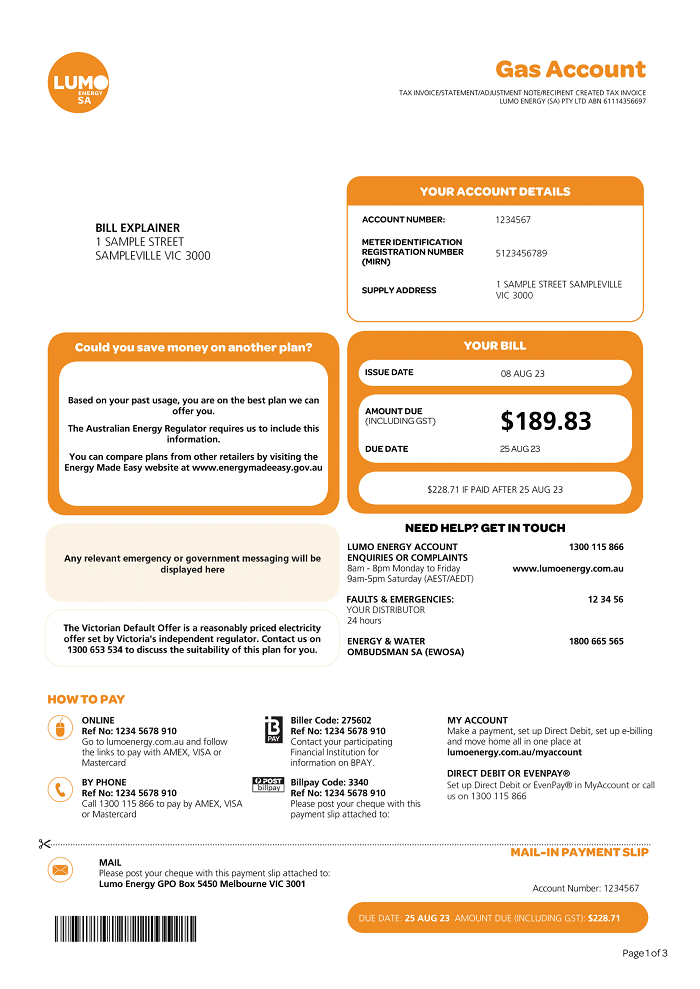 LUMO
ENERGY
SA
Gas Account
TAX INVOICE/STATEMENT/ADJUSTMENT NOTE/RECIPIENT CREATED TAX INVOICE
LUMO ENERGY (SA) PTY LTD ABN 61114356697
BILL EXPLAINER
1 SAMPLE STREET
SAMPLEVILLE VIC 3000
YOUR ACCOUNT DETAILS
ACCOUNT NUMBER: 1234567
METER IDENTIFICATION
REGISTRATION NUMBER 5123456789
(MIRN)
SUPPLY ADDRESS 1 SAMPLE STREET SAMPLEVILLE
VIC 3000
Could you save money on another plan?
Based on your past usage, you are on the best plan we can
offer you.
The Australian Energy Regulator requires us to include this
information.
You can compare plans from other retailers by visiting the
Energy Made Easy website at www.energymadeeasy.gov.au
YOUR BILL
ISSUE DATE 08 AUG 23
AMOUNT DUE
(INCLUDING GST) $189.83
DUE DATE 25 AUG 23
$228.71 IF PAID AFTER 25 AUG 23
Any relevant emergency or government messaging will be
displayed here
The Victorian Default Offer is a reasonably priced electricity
offer set by Victoria's independent regulator. Contact us on
1300 653 534 to discuss the suitability of this plan for you.
NEED HELP? GET IN TOUCH
LUMO ENERGY ACCOUNT 1300 115 866
ENQUIRIES OR COMPLAINTS
8am - 8pm Monday to Friday www.lumoenergy.com.au
9am-5pm Saturday (AEST/AEDT)
FAULTS & EMERGENCIES: 12 34 56
YOUR DISTRIBUTOR
24 hours
ENERGY & WATER 1800 665 565
OMBUDSMAN SA (EWOSA)
HOW TO PAY
ONLINE
Ref No: 1234 5678 910
Go to lumoenergy.com.au and follow
the links to pay with AMEX, VISA or
Mastercard
BY PHONE
Ref No: 1234 5678 910
Call 1300 115 866 to pay by AMEX, VISA
or Mastercard
B
PAY
Biller Code: 275602
Ref No: 1234 5678 910
Contact your participating
Financial Institution for
information on BPAY.
POST
billpay
Billpay Code: 3340
Ref No: 1234 5678 910
Please post your cheque with this
payment slip attached to:
MY ACCOUNT
Make a payment, set up Direct Debit, set up e-billing
and move home all in one place at
lumoenergy.com.au/myaccount
DIRECT DEBIT OR EVENPAY®
Set up Direct Debit or EvenPay® in MyAccount or call
us on 1300 115 866
MAIL
Please post your cheque with this payment slip attached to:
Lumo Energy GPO Box 5450 Melbourne VIC 3001
MAIL-IN PAYMENT SLIP
Account Number: 1234567
DUE DATE: 25 AUG 23 AMOUNT DUE (INCLUDING GST): $228.71
Page 1 of 3